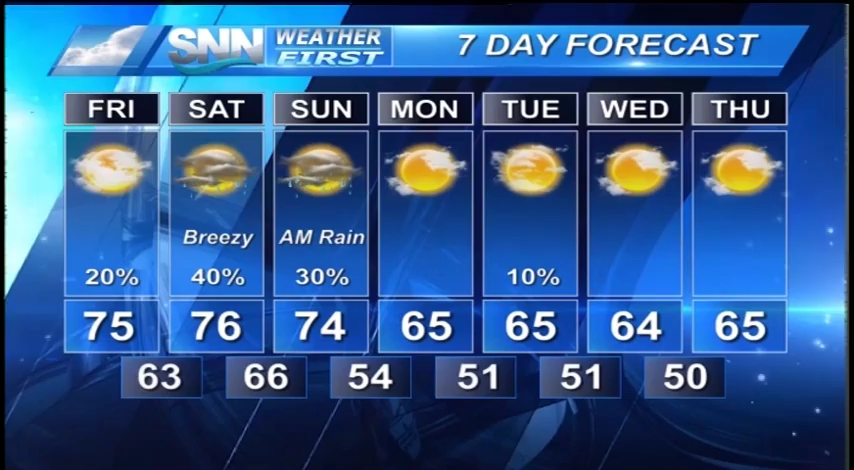 SNN WEATHER FIRST 7 DAY FORECAST
FRI SAT SUN MON TUE WED THU
Breezy AM Rain
20% 40% 30% 10%
75 76 74 65 65 64 65
63 66 54 51 51 50